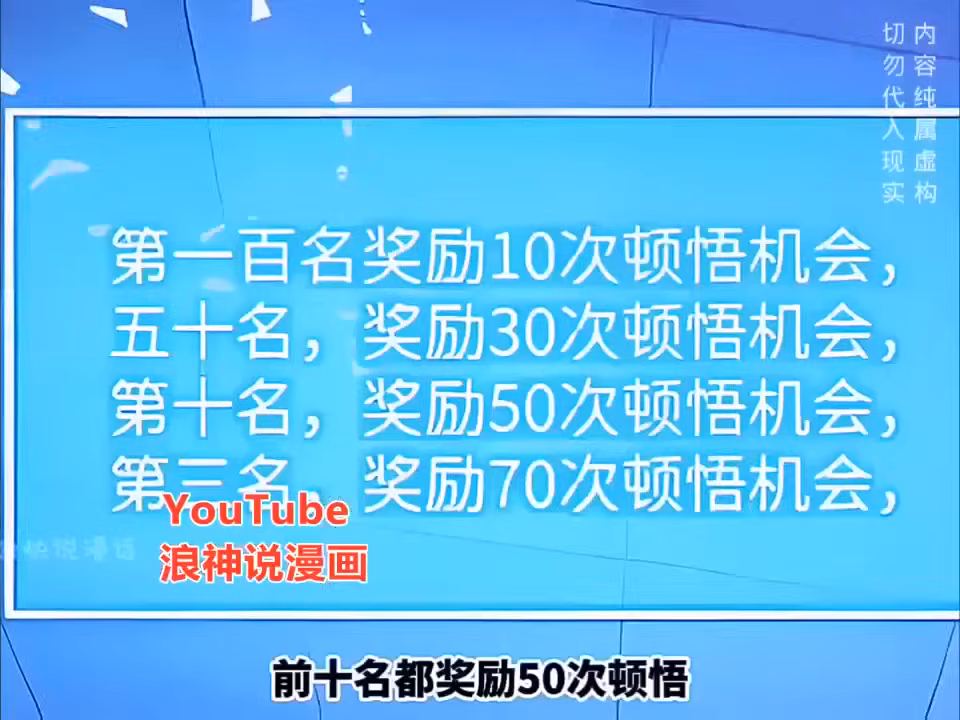 内容纯属虚构
切勿代入现实
第一百名奖励10次顿悟机会，
五十名，奖励30次顿悟机会，
第十名，奖励50次顿悟机会，
第三名，奖励70次顿悟机会，
YouTube
浪神说漫画
前十名都奖励50次顿悟